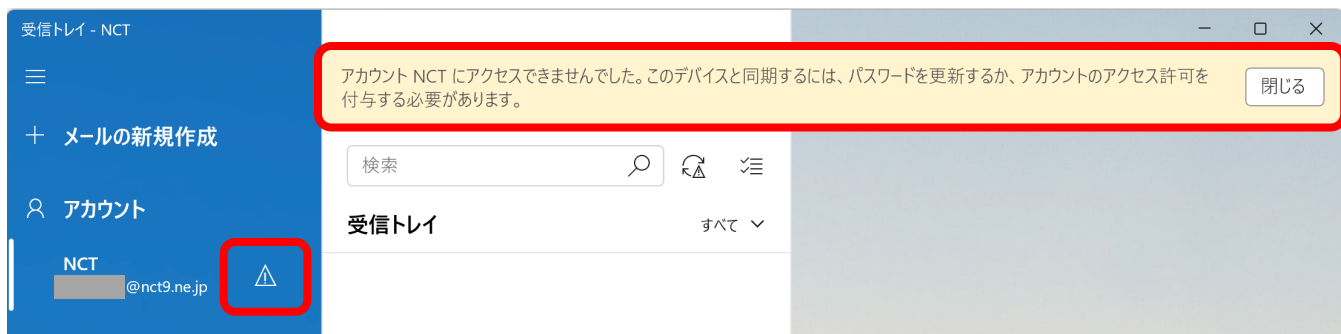 受信トレイ - NCT
アカウント NCT にアクセスできませんでした。このデバイスと同期するには、パスワードを更新するか、アカウントのアクセス許可を
付与する必要があります。
閉じる
メールの新規作成
検索
アカウント
受信トレイ
すべて
NCT
@nct9.ne.jp